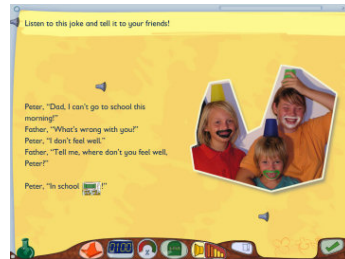 Listen to this joke and tell it to your friends!
Peter, "Dad, I can't go to school this
morning!"
Father, "What's wrong with you?"
Peter, "I don't feel well."
Father, "Tell me, where don't you feel well,
Peter?"
Peter, "In school !"
01:00